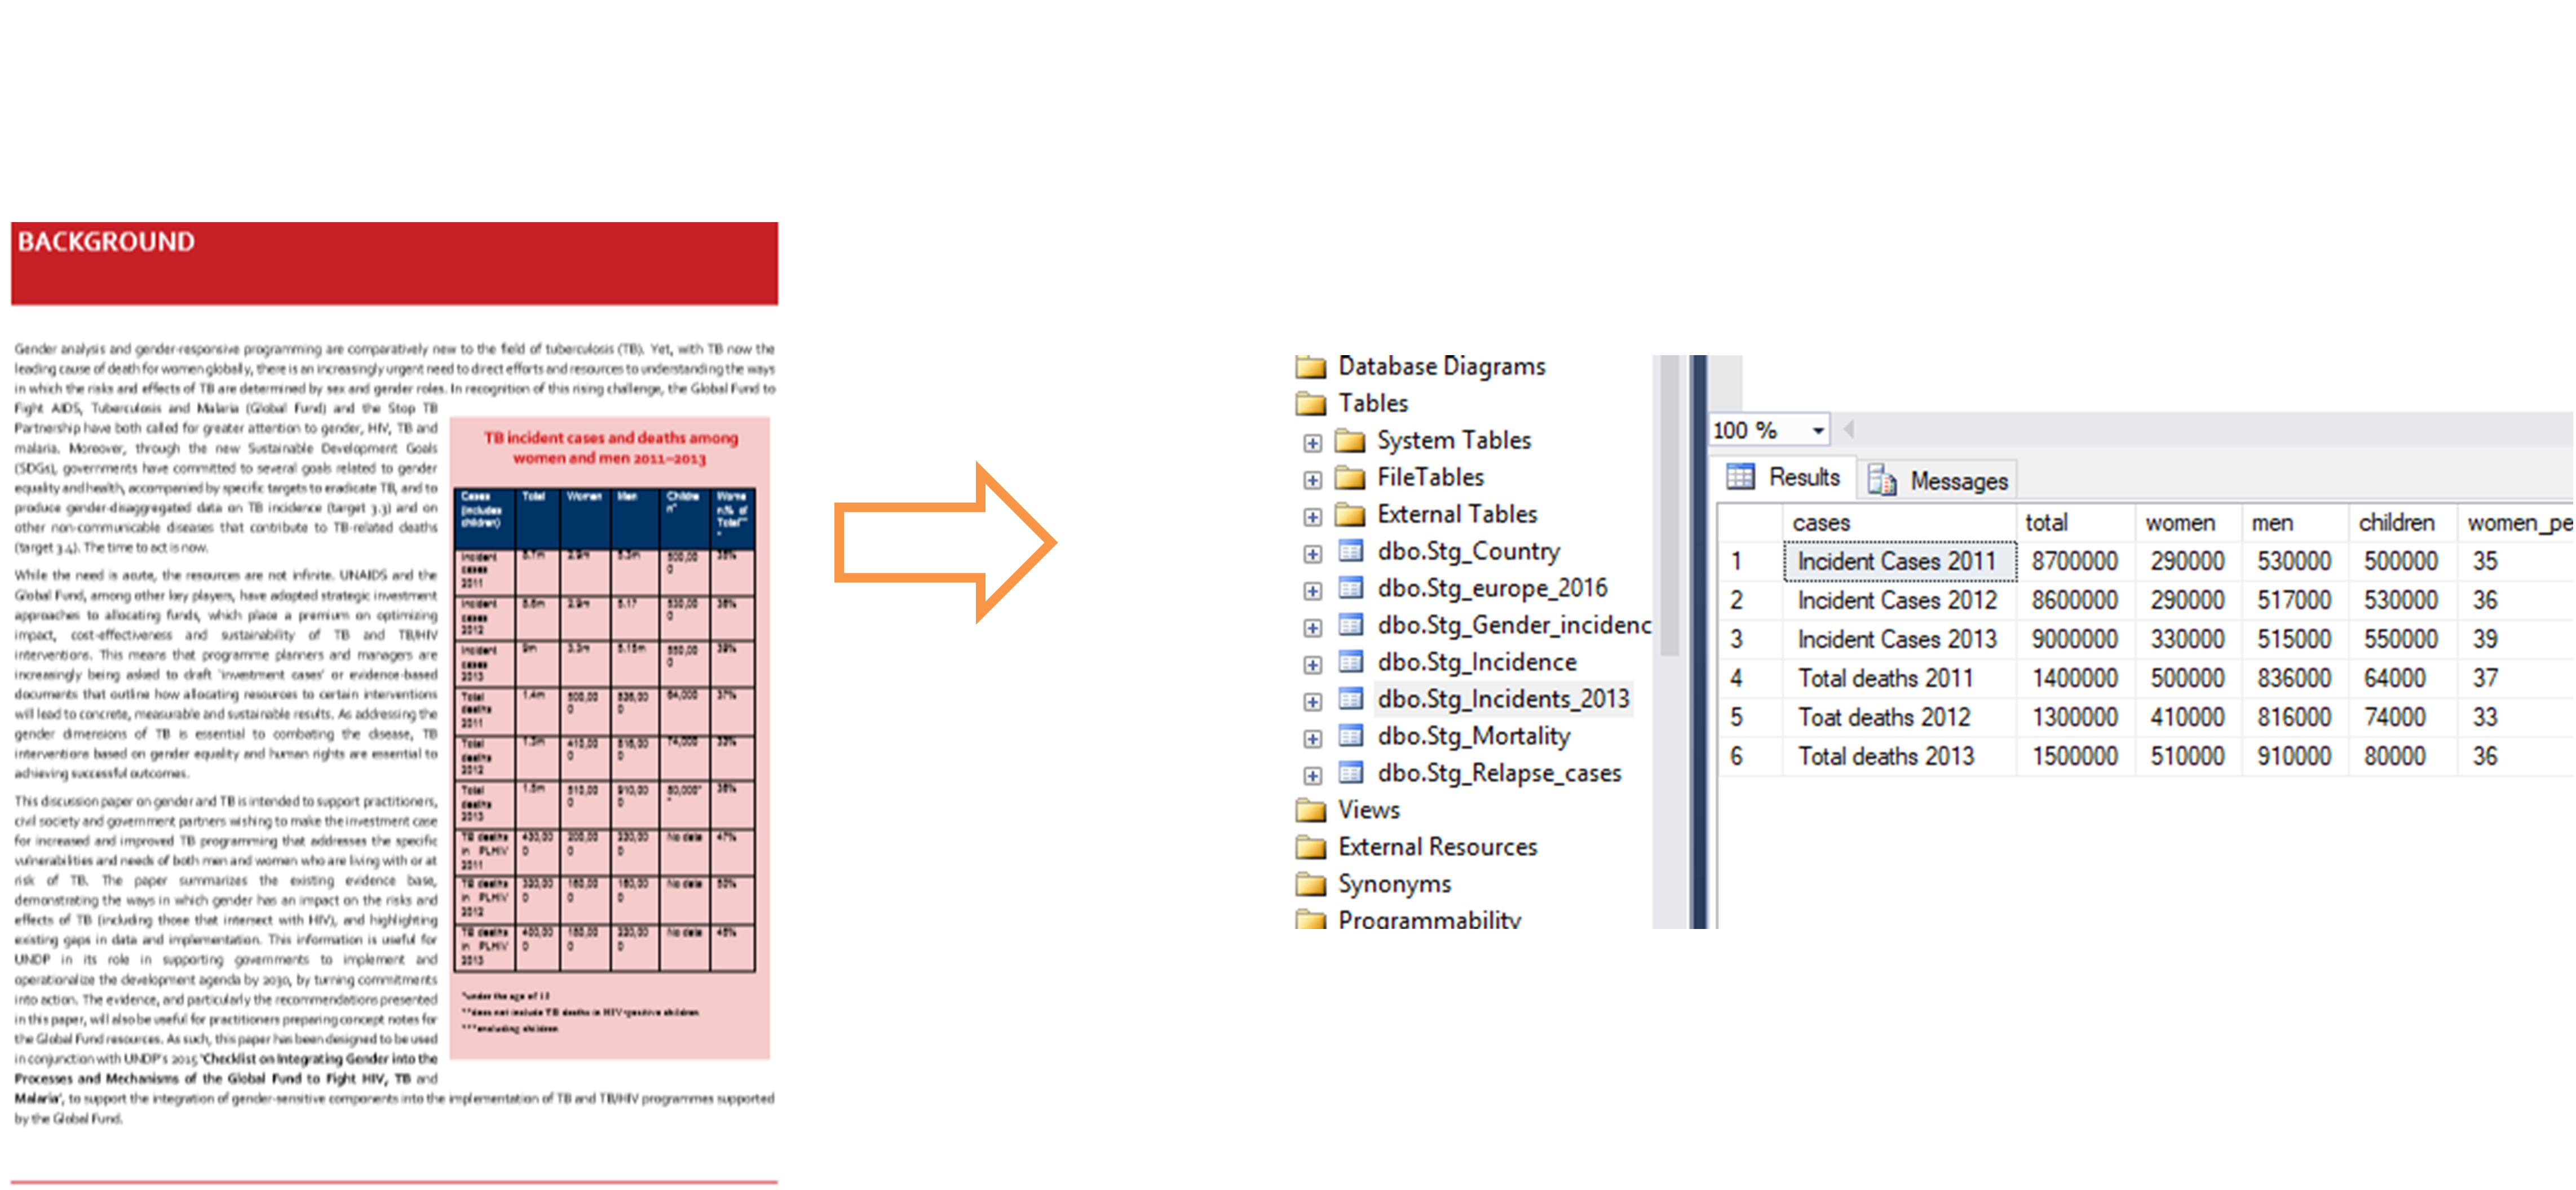 BACKGROUND
Gender analysis and gender-responsive programming are comparatively new to the field of tuberculosis (TB). Yet, with TB now the
leading cause of death for women globally, there is an increasingly urgent need to direct efforts and resources to understanding the ways
in which the risks and effects of TB are determined by sex and gender roles. In recognition of this rising challenge, the Global Fund to
Fight AIDS, Tuberculosis and Malaria (Global Fund) and the Stop TB
Partnership have both called for greater attention to gender, HIV, TB and
malaria. Moreover, through the new Sustainable Development Goals
(SDGs), governments have committed to several goals related to gender
equality and health, accompanied by specific targets to eradicate TB, and to
produce gender-disaggregated data on TB incidence (target 3.3) and on
other non-communicable diseases that contribute to TB-related deaths
(target 3.4). The time to act is now.
While the need is acute, the resources are not infinite. UNAIDS and the
Global Fund, among other key players, have adopted strategic investment
approaches to allocating funds, which place a premium on optimizing
impact, cost-effectiveness and sustainability of TB and TB/HIV
interventions. This means that programme planners and managers are
increasingly being asked to draft 'investment cases' or evidence-based
documents that outline how allocating resources to certain interventions
will lead to concrete, measurable and sustainable results. As addressing the
gender dimensions of TB is essential to combating the disease, TB
interventions based on gender equality and human rights are essential to
achieving successful outcomes.
This discussion paper on gender and TB is intended to support practitioners,
civil society and government partners wishing to make the investment case
for increased and improved TB programming that addresses the specific
vulnerabilities and needs of both men and women who are living with or at
risk of TB. The paper summarizes the existing evidence base,
demonstrating the ways in which gender has an impact on the risks and
effects of TB (including those that intersect with HIV), and highlighting
existing gaps in data and implementation. This information is useful for
UNDP in its role in supporting governments to implement and
operationalize the development agenda by 2030, by turning commitments
into action. The evidence, and particularly the recommendations presented
in this paper, will also be useful for practitioners preparing concept notes for
the Global Fund resources. As such, this paper has been designed to be used
in conjunction with UNDP's 2015 'Checklist on Integrating Gender into the
Processes and Mechanisms of the Global Fund to Fight HIV, TB and
Malaria', to support the integration of gender-sensitive components into the implementation of TB and TB/HIV programmes supported
by the Global Fund.
TB incident cases and deaths among
women and men 2011–2013
Cases (includes children) Total Women Men Children* Women% of Total***
Incident cases 2011 8.7m 2.9m 5.3m 500,000 35%
Incident cases 2012 8.6m 2.9m 5.17 530,000 36%
Incident cases 2013 9m 3.3m 5.15m 550,000 39%
Total deaths 2011 1.4m 500,000 836,000 64,000 37%
Total deaths 2012 1.3m 410,000 816,000 74,000 33%
Total deaths 2013 1.5m 510,000 910,000 80,000** 36%
TB deaths in PLHIV 2011 430,000 200,000 230,000 No data 47%
TB deaths in PLHIV 2012 320,000 160,000 160,000 No data 50%
TB deaths in PLHIV 2013 400,000 180,000 220,000 No data 45%
*under the age of 15
**does not include TB deaths in HIV-positive children
***excluding children
Database Diagrams
Tables
System Tables
FileTables
External Tables
dbo.Stg_Country
dbo.Stg_europe_2016
dbo.Stg_Gender_incidenc
dbo.Stg_Incidence
dbo.Stg_Incidents_2013
dbo.Stg_Mortality
dbo.Stg_Relapse_cases
Views
External Resources
Synonyms
Programmability
100 %
Results Messages
cases total women men children women_pe
1 Incident Cases 2011 8700000 290000 530000 500000 35
2 Incident Cases 2012 8600000 290000 517000 530000 36
3 Incident Cases 2013 9000000 330000 515000 550000 39
4 Total deaths 2011 1400000 500000 836000 64000 37
5 Toat deaths 2012 1300000 410000 816000 74000 33
6 Total deaths 2013 1500000 510000 910000 80000 36